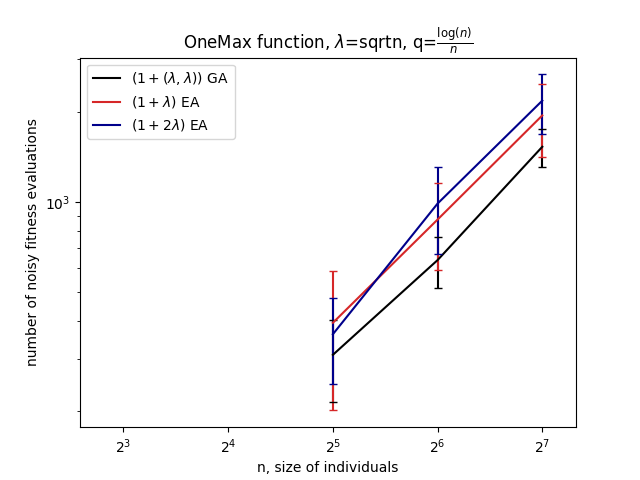 OneMax function, λ=sqrtn, q=log(n)/n
(1 + (λ, λ)) GA
(1 + λ) EA
(1 + 2λ) EA
number of noisy fitness evaluations
10³
2³ 2⁴ 2⁵ 2⁶ 2⁷
n, size of individuals